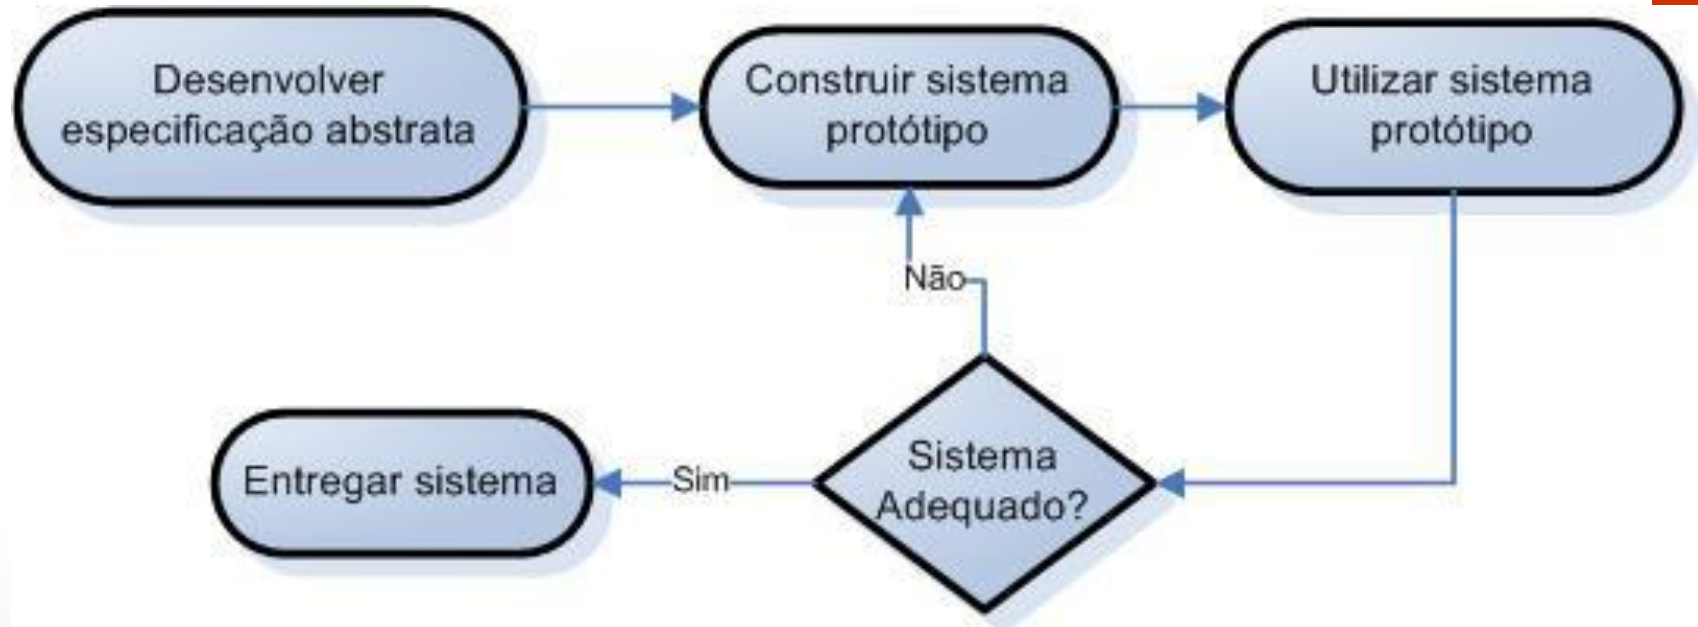 Desenvolver
especificação abstrata
Construir sistema
protótipo
Utilizar sistema
protótipo
Não
Sistema
Adequado?
Sim
Entregar sistema